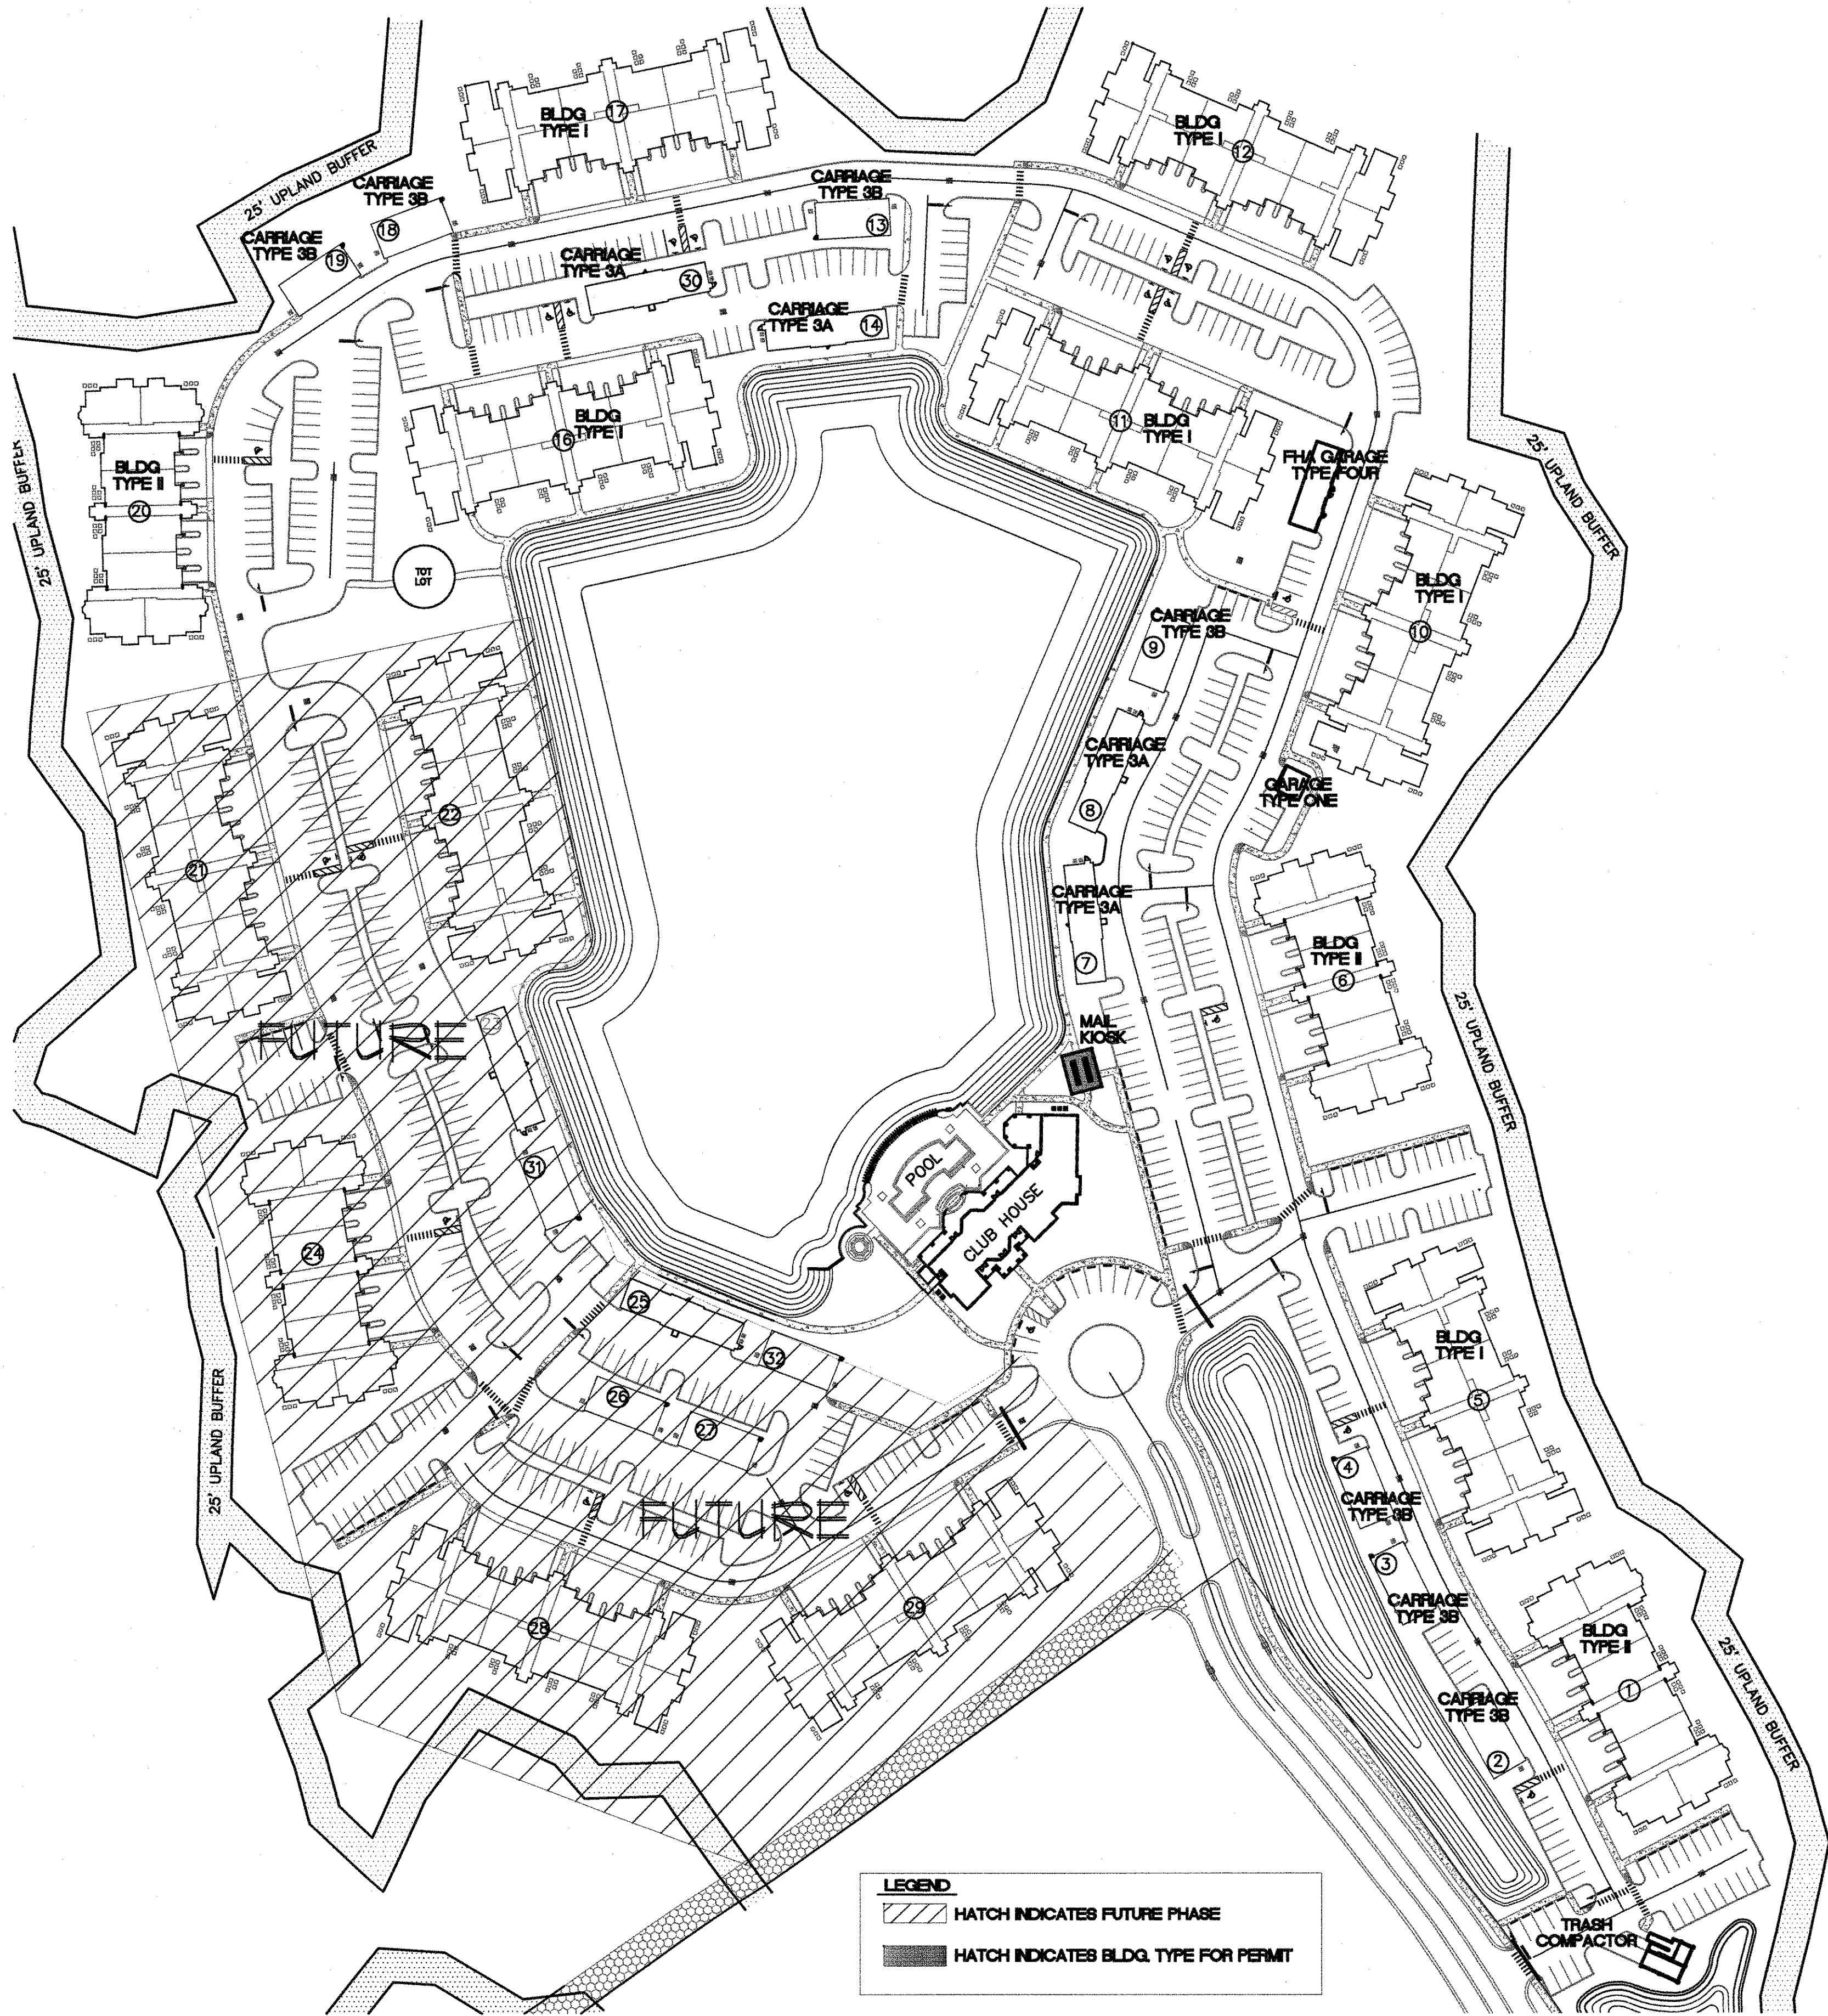 BLDG
TYPE I
17
BLDG
TYPE I
12
25' UPLAND BUFFER
CARRIAGE
TYPE 3B
18
CARRIAGE
TYPE 3B
19
CARRIAGE
TYPE 3B
13
CARRIAGE
TYPE 3A
30
CARRIAGE
TYPE 3A
14
BLDG
TYPE I
16
BLDG
TYPE I
11
FHA GARAGE
TYPE FOUR
25' UPLAND BUFFER
25' UPLAND BUFFER
BLDG
TYPE II
20
TOT
LOT
BLDG
TYPE I
10
CARRIAGE
TYPE 3B
9
CARRIAGE
TYPE 3A
8
GARAGE
TYPE ONE
22
21
CARRIAGE
TYPE 3A
7
BLDG
TYPE II
6
25' UPLAND BUFFER
FUTURE
23
MAIL
KIOSK
31
POOL
CLUB HOUSE
24
25
32
26
27
25' UPLAND BUFFER
BLDG
TYPE I
5
4
CARRIAGE
TYPE 3B
3
CARRIAGE
TYPE 3B
FUTURE
28
29
BLDG
TYPE II
1
25' UPLAND BUFFER
CARRIAGE
TYPE 3B
2
TRASH
COMPACTOR
LEGEND
HATCH INDICATES FUTURE PHASE
HATCH INDICATES BLDG. TYPE FOR PERMIT